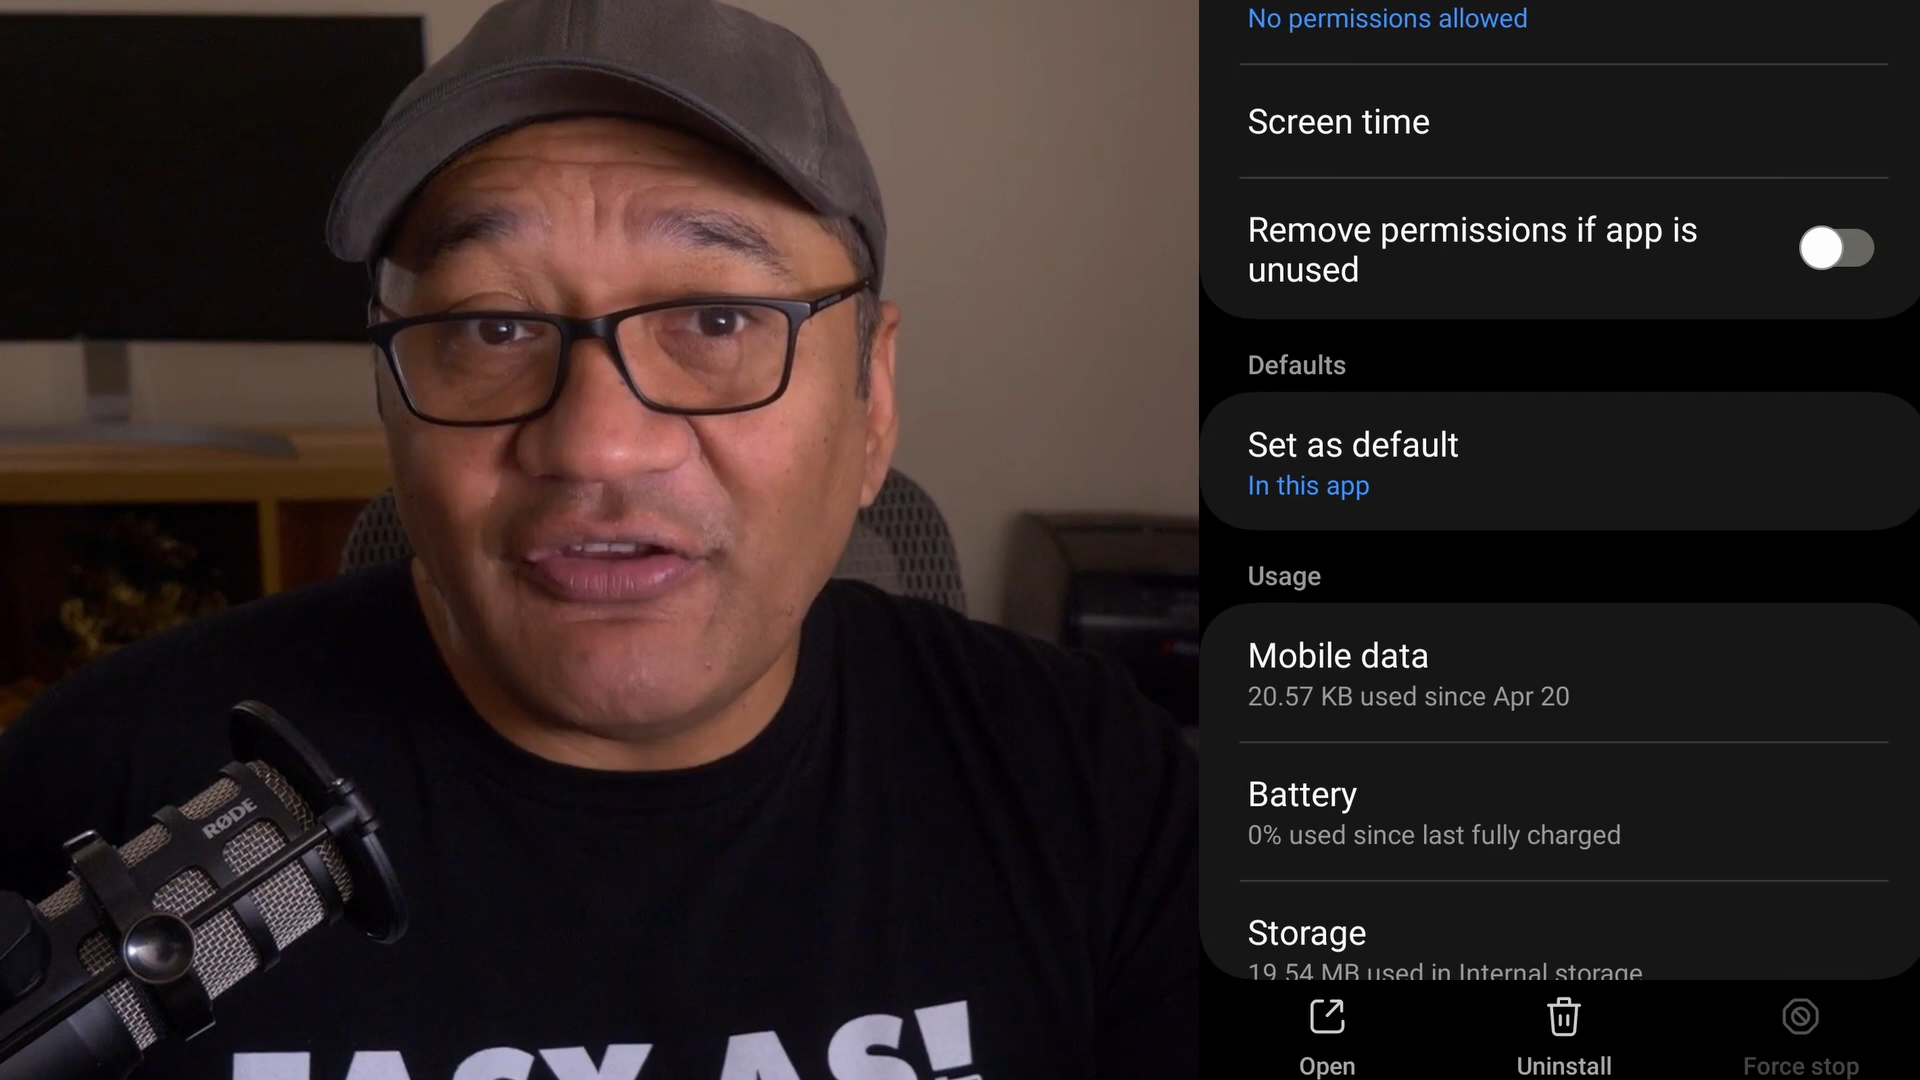 No permissions allowed
Screen time
Remove permissions if app is
unused
Defaults
Set as default
In this app
Usage
Mobile data
20.57 KB used since Apr 20
Battery
0% used since last fully charged
Storage
19.54 MB used in Internal storage
Open
Uninstall
Force stop
RØDE
EASY AS!